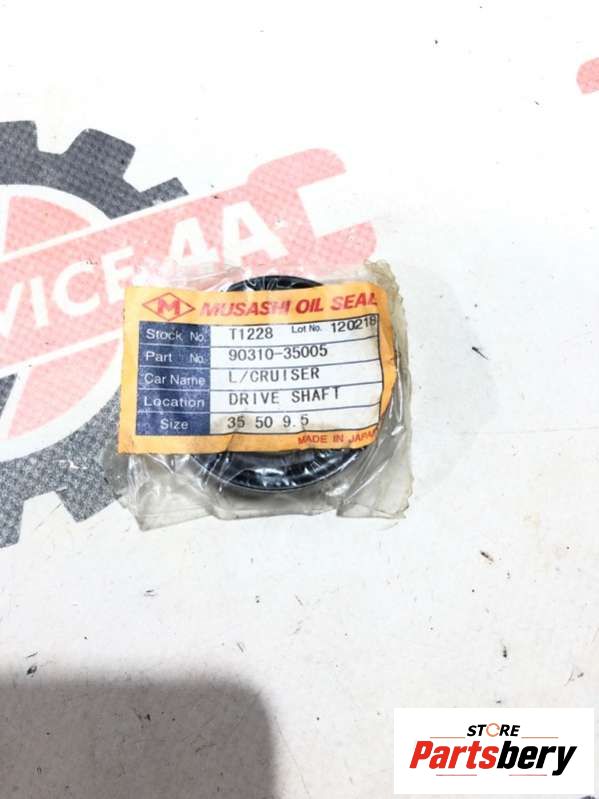 VICE-4A
M MUSASHI OIL SEAL
Stock No. T1228 Lot No. 120218
Part No. 90310-35005
Car Name L/CRUISER
Location DRIVE SHAFT
Size 35 50 9.5
MADE IN JAPAN
STORE
Partsbery